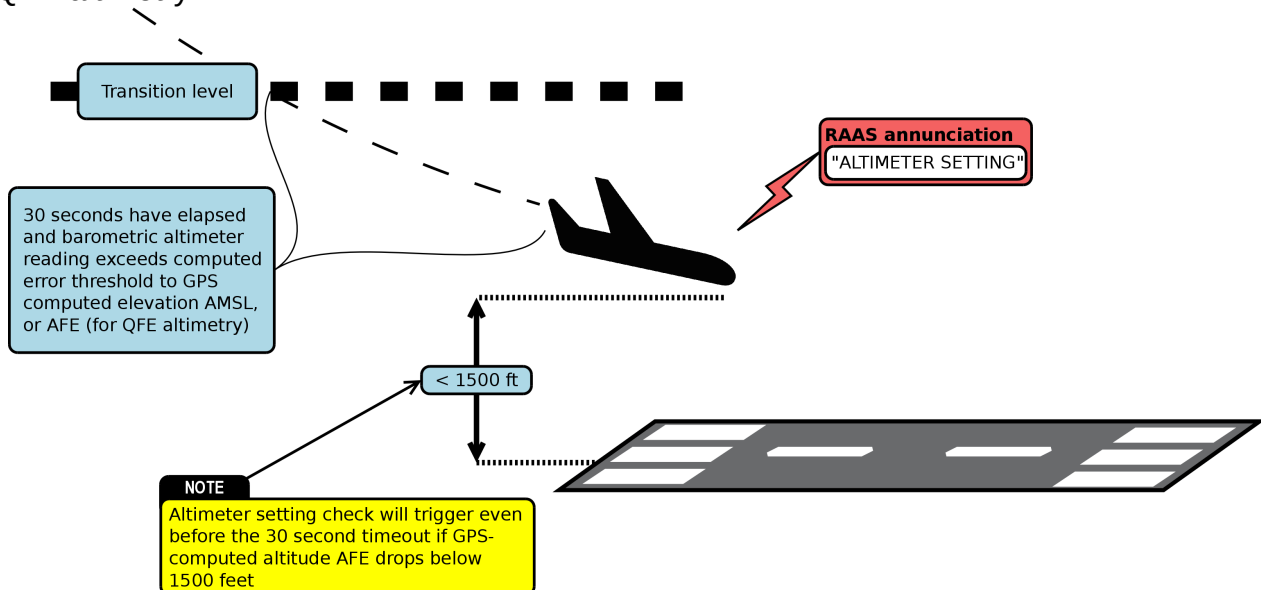 Transition level
RAAS annunciation
"ALTIMETER SETTING"
30 seconds have elapsed
and barometric altimeter
reading exceeds computed
error threshold to GPS
computed elevation AMSL,
or AFE (for QFE altimetry)
< 1500 ft
NOTE
Altimeter setting check will trigger even
before the 30 second timeout if GPS-
computed altitude AFE drops below
1500 feet